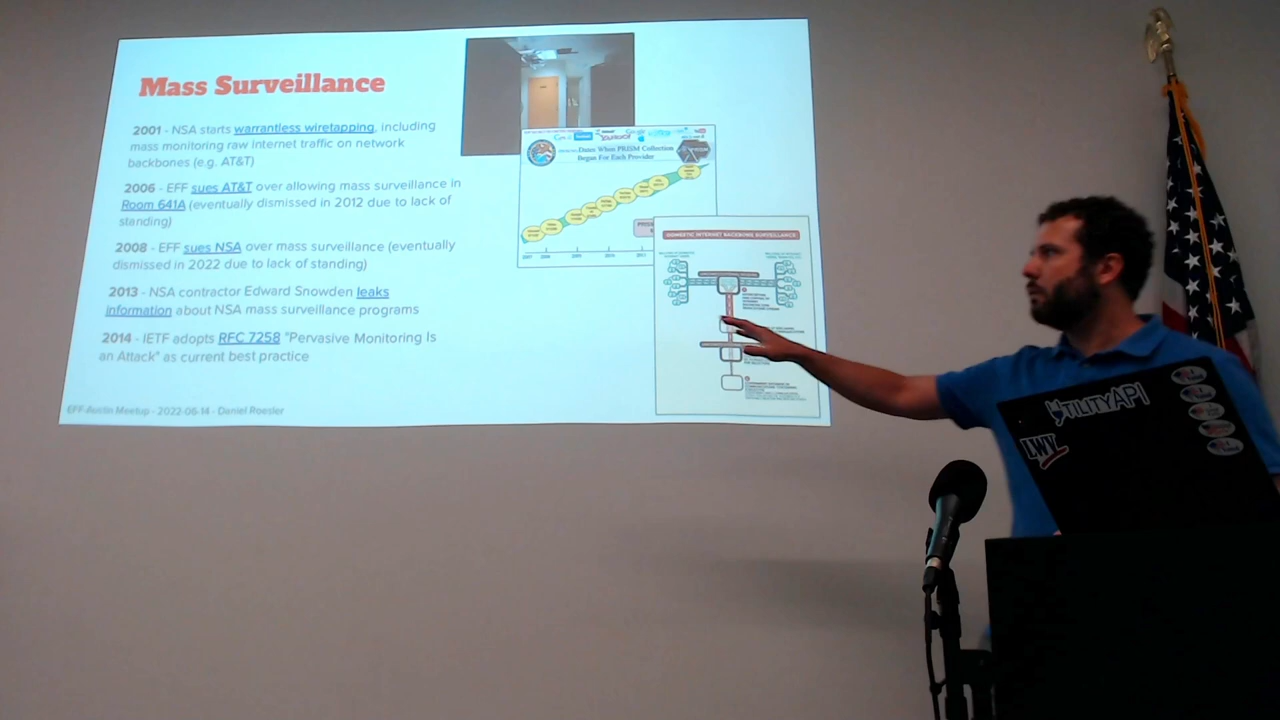 Mass Surveillance
2001 - NSA starts warrantless wiretapping, including
mass monitoring raw Internet traffic on network
backbones (e.g. AT&T)
2006 - EFF sues AT&T over allowing mass surveillance in
Room 641A (eventually dismissed in 2012 due to lack of
standing)
2008 - EFF sues NSA over mass surveillance (eventually
dismissed in 2022 due to lack of standing)
2013 - NSA contractor Edward Snowden leaks
information about NSA mass surveillance programs
2014 - IETF adopts RFC 7258 "Pervasive Monitoring Is
an Attack" as current best practice
EFF Austin Meetup - 2022-06-14 - Daniel Roesler
Dates When PRISM Collection
Began For Each Provider
DOMESTIC INTERNET BACKBONE SURVEILLANCE
UTILITYAPI
LWV